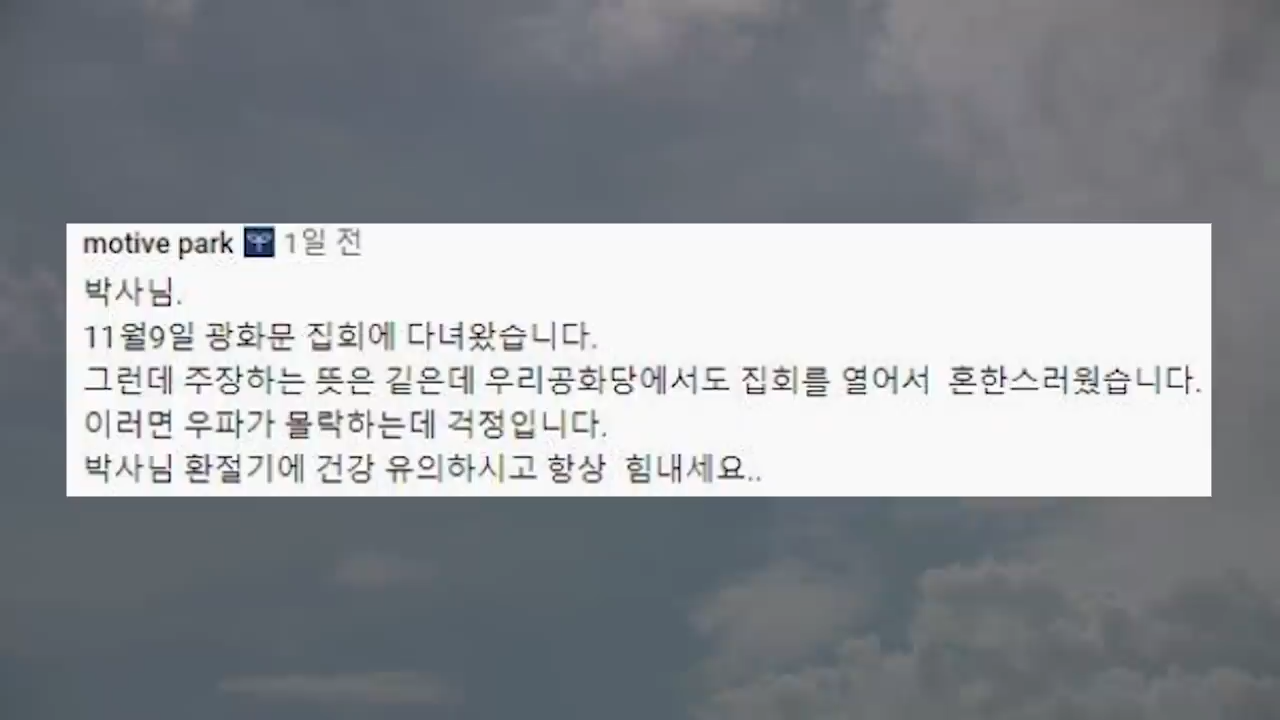 motive park 1일 전
박사님.
11월9일 광화문 집회에 다녀왔습니다.
그런데 주장하는 뜻은 깉은데 우리공화당에서도 집회를 열어서 혼한스러웠습니다.
이러면 우파가 몰락하는데 걱정입니다.
박사님 환절기에 건강 유의하시고 항상 힘내세요..